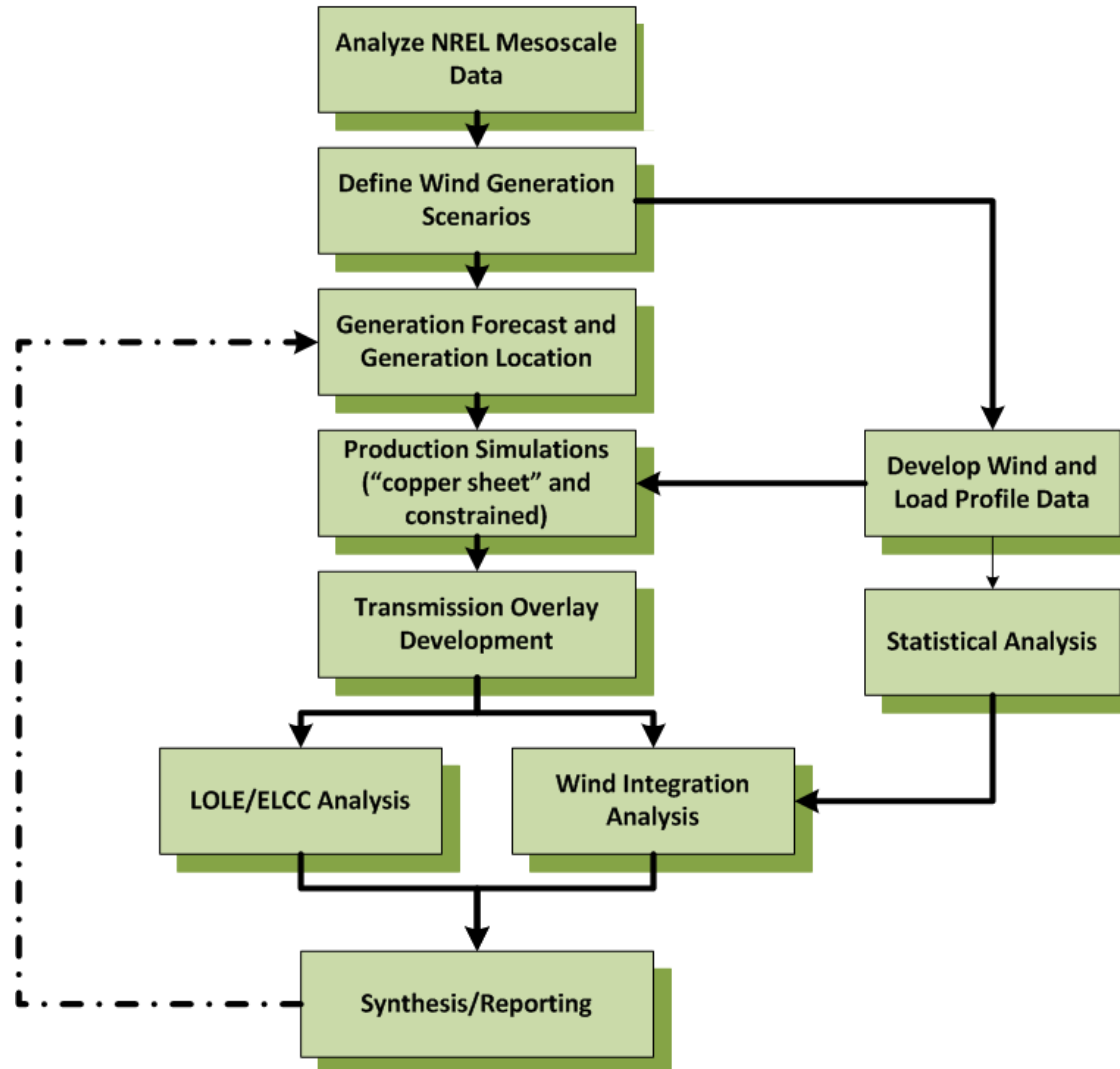 Analyze NREL Mesoscale
Data
Define Wind Generation
Scenarios
Generation Forecast and
Generation Location
Production Simulations
(“copper sheet” and
constrained)
Develop Wind and
Load Profile Data
Transmission Overlay
Development
Statistical Analysis
LOLE/ELCC Analysis
Wind Integration
Analysis
Synthesis/Reporting